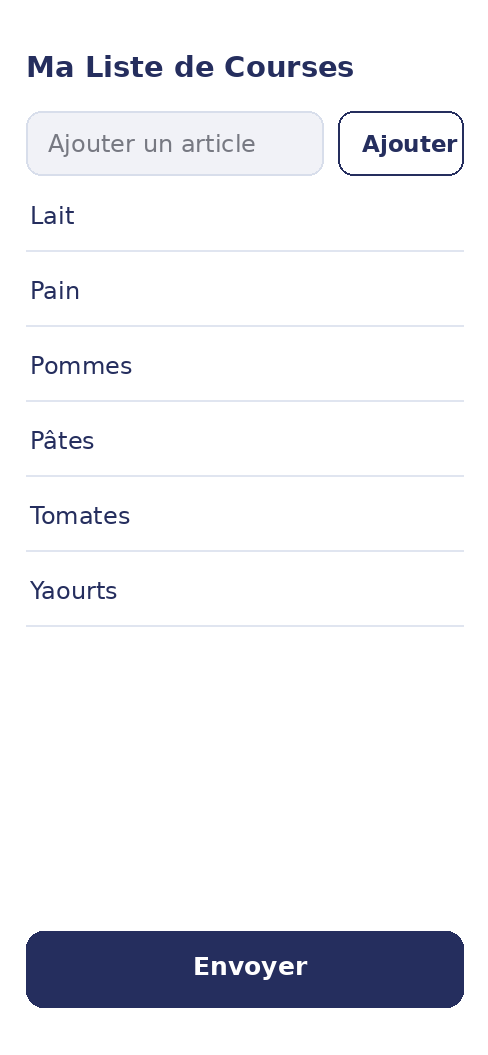 Ma Liste de Courses
Ajouter un article
Ajouter
Lait
Pain
Pommes
Pâtes
Tomates
Yaourts
Envoyer